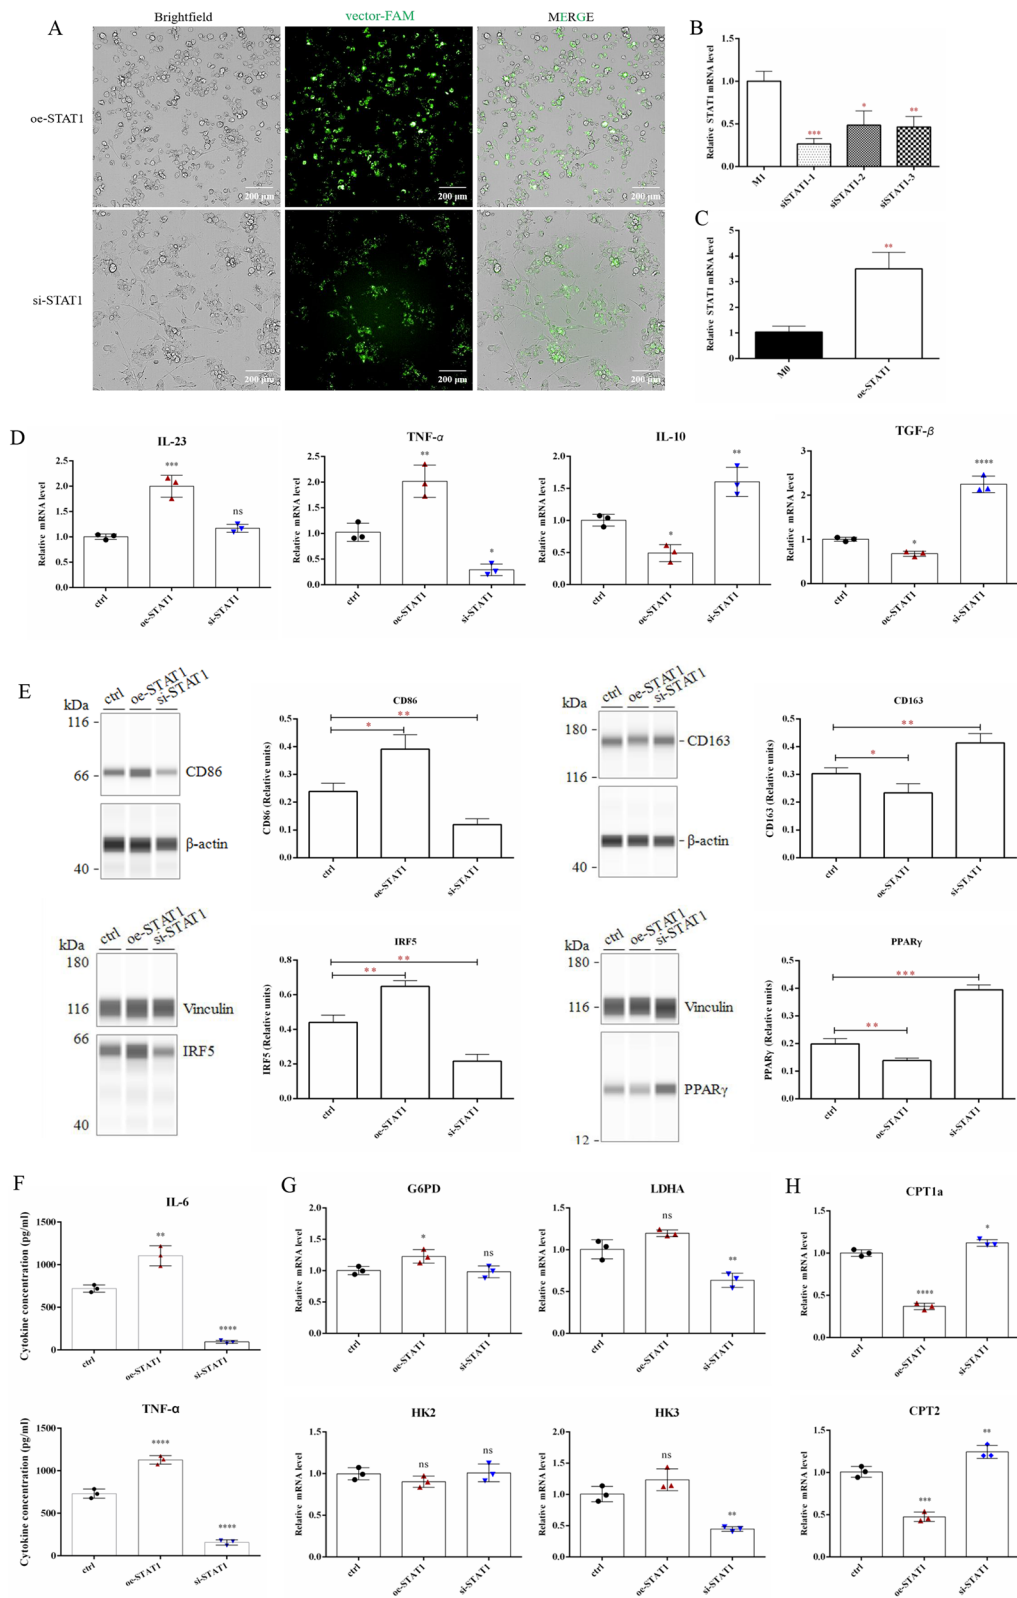 A
Brightfield
vector-FAM
MERGE
oe-STAT1
200 μm
200 μm
200 μm
si-STAT1
200 μm
200 μm
200 μm
B
Relative STAT1 mRNA level
1.5
1.0
0.5
0.0
***
*
**
M1
siSTAT1-1
siSTAT1-2
siSTAT1-3
C
Relative STAT1 mRNA level
5
4
3
2
1
0
**
M0
oe-STAT1
D
IL-23
Relative mRNA level
2.5
2.0
1.5
1.0
0.5
0.0
***
ns
ctrl
oe-STAT1
si-STAT1
TNF-α
Relative mRNA level
2.5
2.0
1.5
1.0
0.5
0.0
**
*
ctrl
oe-STAT1
si-STAT1
IL-10
Relative mRNA level
2.0
1.5
1.0
0.5
0.0
*
**
ctrl
oe-STAT1
si-STAT1
TGF-β
Relative mRNA level
3
2
1
0
*
****
ctrl
oe-STAT1
si-STAT1
E
kDa
ctrl
oe-STAT1
si-STAT1
116
66
CD86
β-actin
40
CD86
CD86 (Relative units)
0.5
0.4
0.3
0.2
0.1
0.0
**
*
ctrl
oe-STAT1
si-STAT1
kDa
ctrl
oe-STAT1
si-STAT1
180
CD163
116
β-actin
40
CD163
CD163 (Relative units)
0.5
0.4
0.3
0.2
0.1
0.0
**
*
ctrl
oe-STAT1
si-STAT1
kDa
ctrl
oe-STAT1
si-STAT1
180
116
Vinculin
66
IRF5
40
IRF5
IRF5 (Relative units)
0.8
0.6
0.4
0.2
0.0
**
**
ctrl
oe-STAT1
si-STAT1
kDa
ctrl
oe-STAT1
si-STAT1
180
116
Vinculin
PPARγ
12
PPARγ
PPARγ (Relative units)
0.5
0.4
0.3
0.2
0.1
0.0
***
**
ctrl
oe-STAT1
si-STAT1
F
IL-6
Cytokine concentration (pg/ml)
1500
1000
500
0
**
****
ctrl
oe-STAT1
si-STAT1
TNF-α
Cytokine concentration (pg/ml)
1500
1000
500
0
****
****
ctrl
oe-STAT1
si-STAT1
G
G6PD
Relative mRNA level
2.0
1.5
1.0
0.5
0.0
*
ns
ctrl
oe-STAT1
si-STAT1
LDHA
Relative mRNA level
1.5
1.0
0.5
0.0
ns
**
ctrl
oe-STAT1
si-STAT1
HK2
Relative mRNA level
1.5
1.0
0.5
0.0
ns
ns
ctrl
oe-STAT1
si-STAT1
HK3
Relative mRNA level
2.0
1.5
1.0
0.5
0.0
ns
**
ctrl
oe-STAT1
si-STAT1
H
CPT1a
Relative mRNA level
1.5
1.0
0.5
0.0
****
*
ctrl
oe-STAT1
si-STAT1
CPT2
Relative mRNA level
1.5
1.0
0.5
0.0
***
**
ctrl
oe-STAT1
si-STAT1